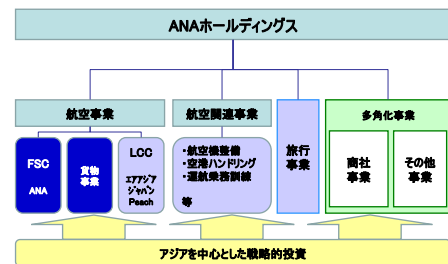 ANAホールディングス
航空事業
航空関連事業
旅行
事業
多角化事業
FSC
ANA
貨物
事業
LCC
エアアジア
ジャパン
Peach
・航空機整備
・空港ハンドリング
・運航乗務訓練
等
商社
事業
その他
事業
アジアを中心とした戦略的投資